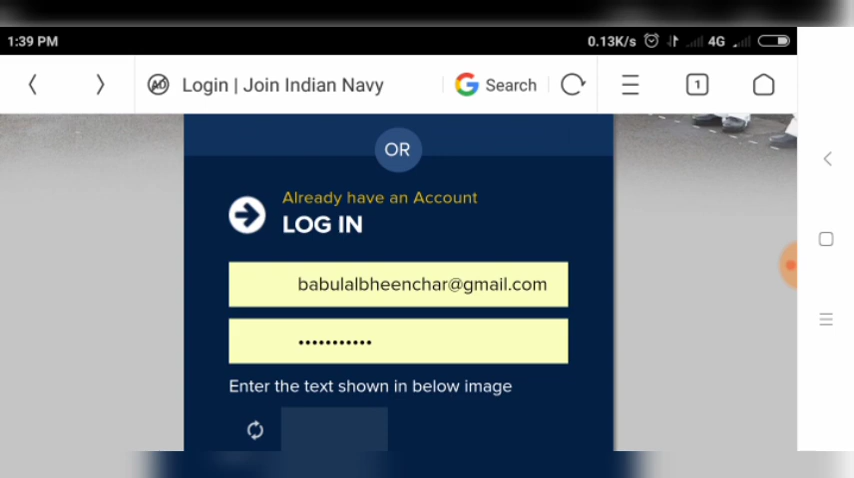 1:39 PM 0.13K/s 4G
Login | Join Indian Navy Search 1
OR
Already have an Account
LOG IN
babulalbheenchar@gmail.com
•••••••••••
Enter the text shown in below image